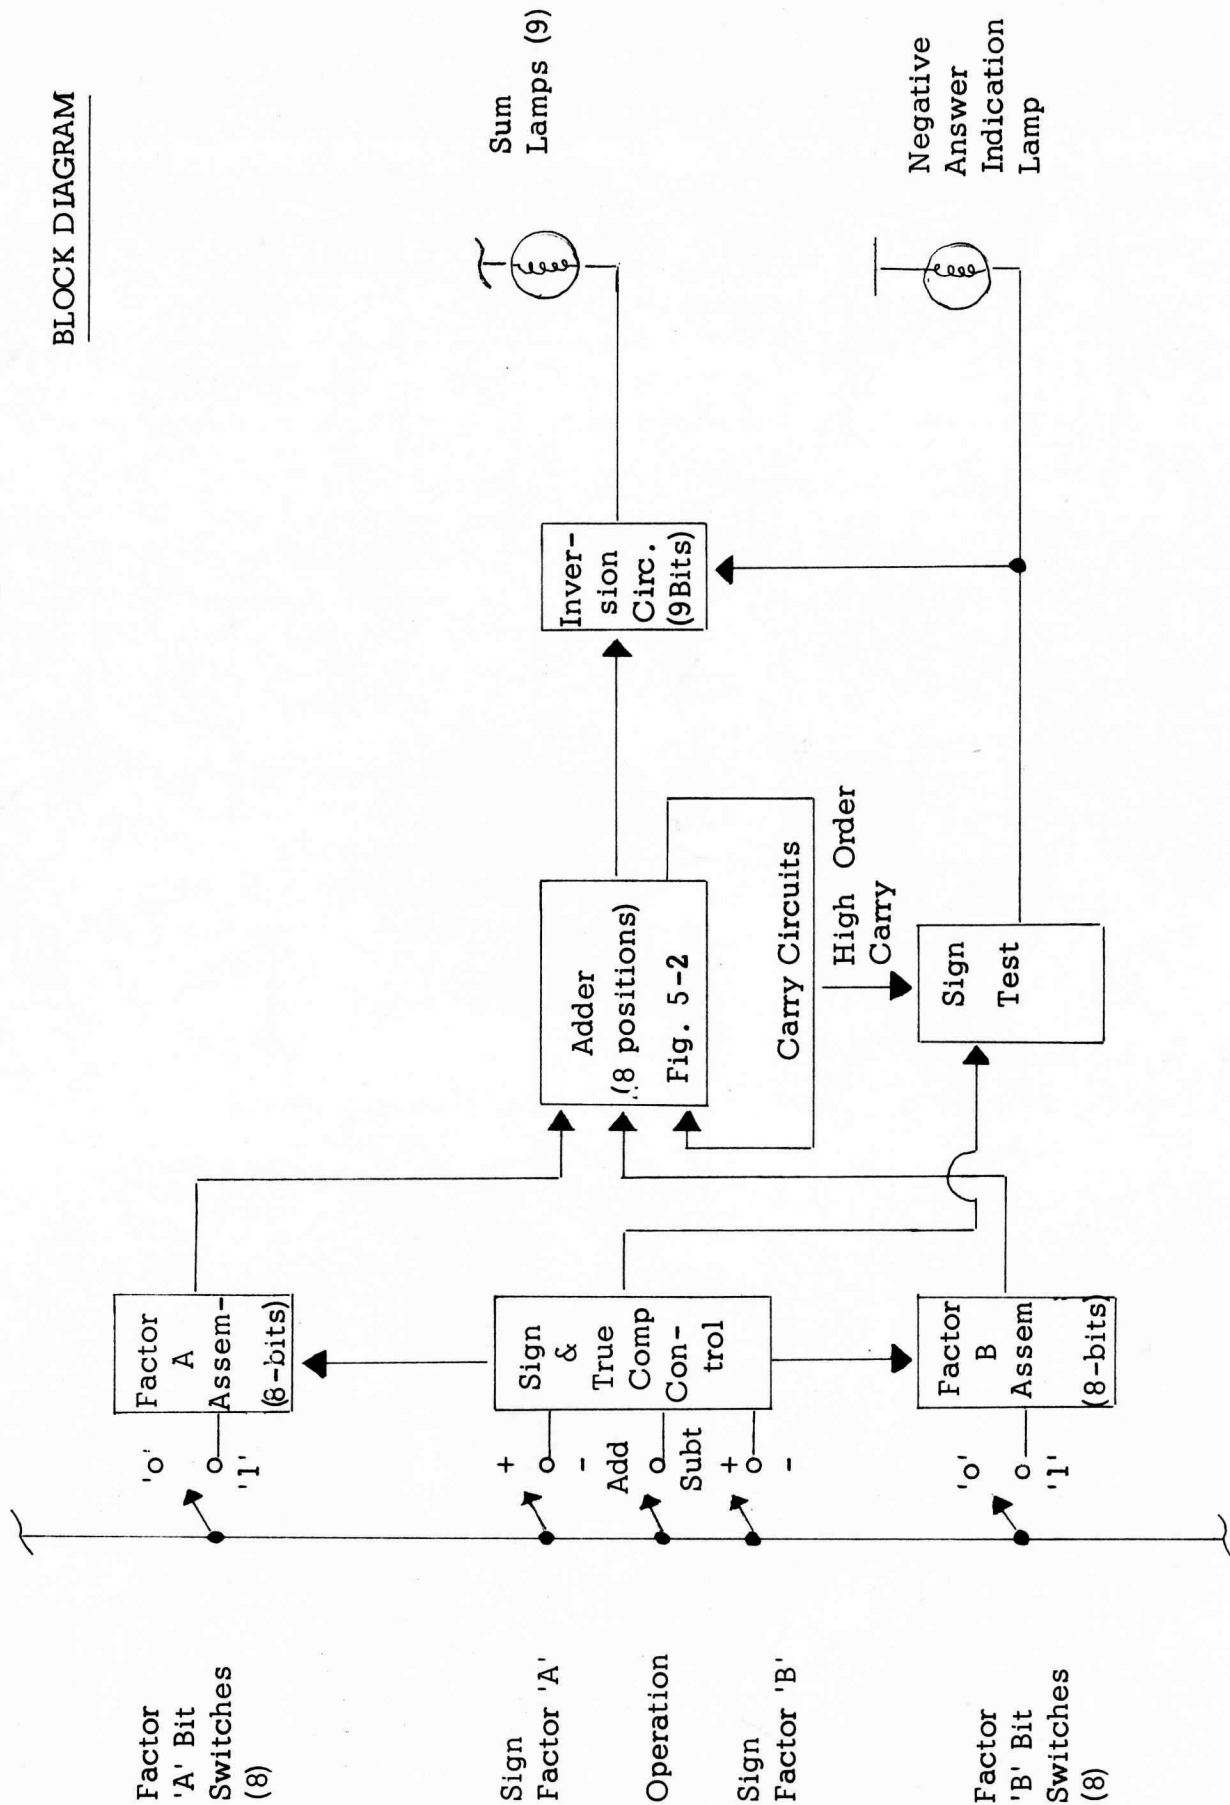 BLOCK DIAGRAM
Factor
'A' Bit
Switches
(8)
'o'
'1'
Factor
A
Assem-
(8-bits)
Sum
Lamps (9)
Sign
Factor 'A'
+
-
Operation
Add
Subt
Sign
Factor 'B'
+
-
Sign
&
True
Comp
Con-
trol
Adder
(8 positions)
Fig. 5-2
Inver-
sion
Circ.
(9Bits)
Carry Circuits
High Order
Carry
Negative
Answer
Indication
Lamp
Factor
'B' Bit
Switches
(8)
'o'
'1'
Factor
B
Assem
(8-bits)
Sign
Test